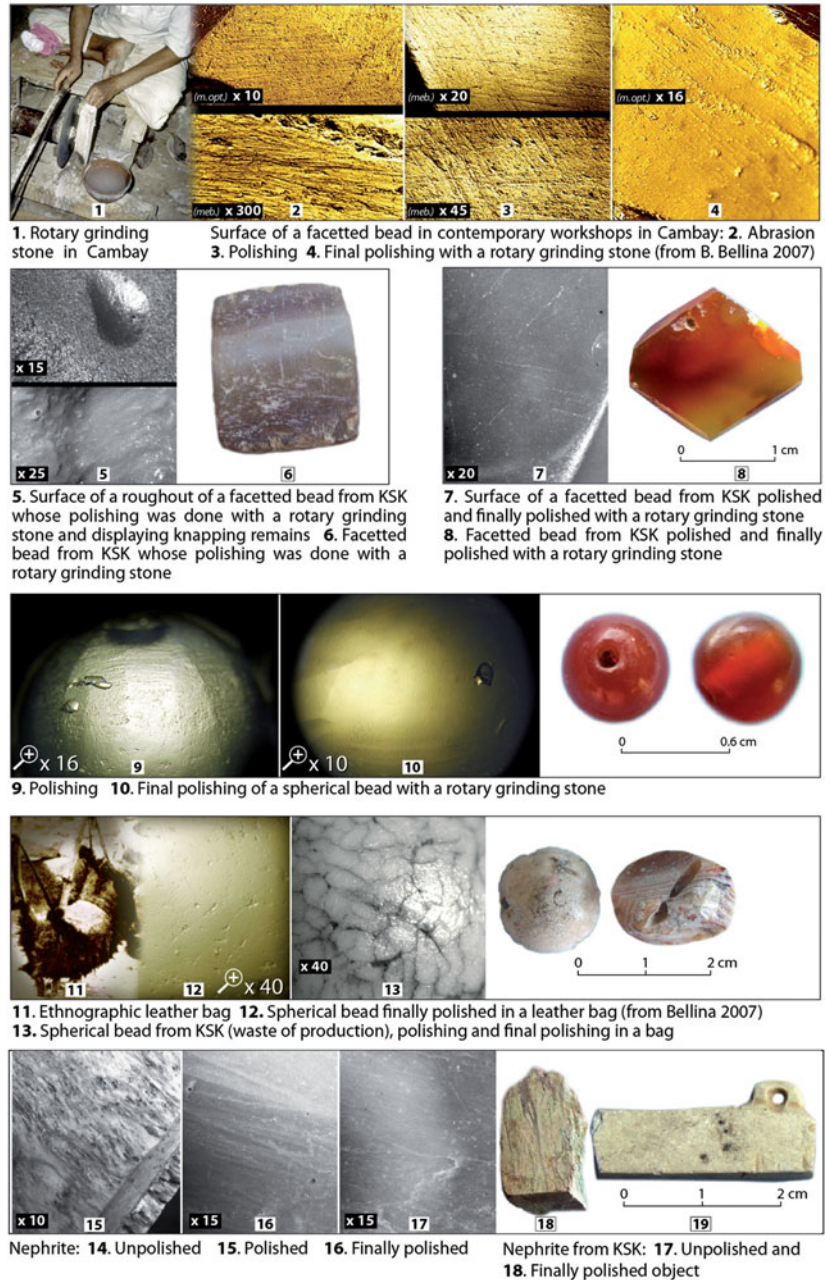 (m.opt.) x 10
(meb.) x 20
(m.opt.) x 16
1
(meb.) x 300
2
(meb.) x 45
3
4
1. Rotary grinding
stone in Cambay
Surface of a facetted bead in contemporary workshops in Cambay: 2. Abrasion
3. Polishing 4. Final polishing with a rotary grinding stone (from B. Bellina 2007)
x 15
x 25
5
6
x 20
7
0
1 cm
8
5. Surface of a roughout of a facetted bead from KSK
whose polishing was done with a rotary grinding
stone and displaying knapping remains 6. Facetted
bead from KSK whose polishing was done with a
rotary grinding stone
7. Surface of a facetted bead from KSK polished
and finally polished with a rotary grinding stone
8. Facetted bead from KSK polished and finally
polished with a rotary grinding stone
x 16
9
x 10
10
0
0,6 cm
9. Polishing 10. Final polishing of a spherical bead with a rotary grinding stone
11
12
x 40
x 40
13
0
1
2 cm
11. Ethnographic leather bag 12. Spherical bead finally polished in a leather bag (from Bellina 2007)
13. Spherical bead from KSK (waste of production), polishing and final polishing in a bag
x 10
15
x 15
16
x 15
17
18
0
1
2 cm
19
Nephrite: 14. Unpolished 15. Polished 16. Finally polished
Nephrite from KSK: 17. Unpolished and
18. Finally polished object